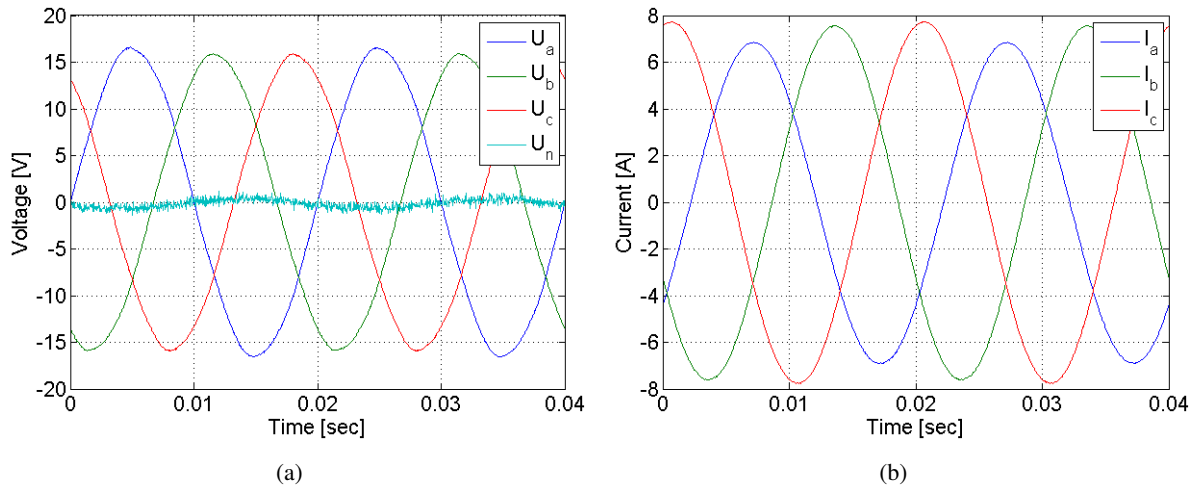 20
15
10
5
0
-5
-10
-15
-20
Voltage [V]
0
0.01
0.02
0.03
0.04
Time [sec]
U_a
U_b
U_c
U_n
(a)
8
6
4
2
0
-2
-4
-6
-8
Current [A]
0
0.01
0.02
0.03
0.04
Time [sec]
I_a
I_b
I_c
(b)